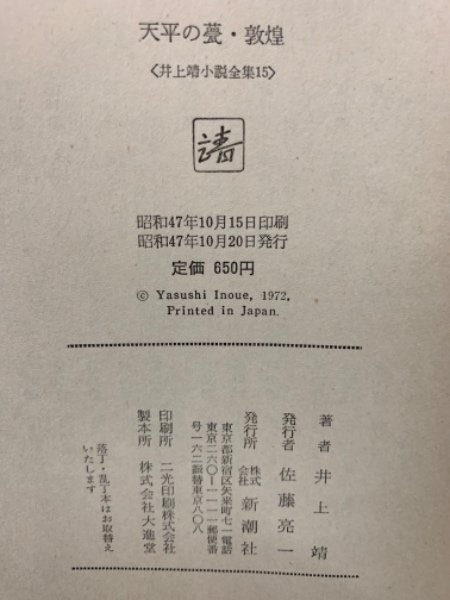 天平の甍・敦煌
〈井上靖小説全集15〉
靖
昭和47年10月15日印刷
昭和47年10月20日発行
定価 650円
© Yasushi Inoue, 1972,
Printed in Japan.
著者 井上靖
発行者 佐藤亮一
発行所 株式会社 新潮社
東京都新宿区矢来町七一電話
東京二六〇―一一一一郵便番
号一六二振替東京八〇八
印刷所 二光印刷株式会社
製本所 株式会社大進堂
落丁・乱丁本はお取替え
いたします